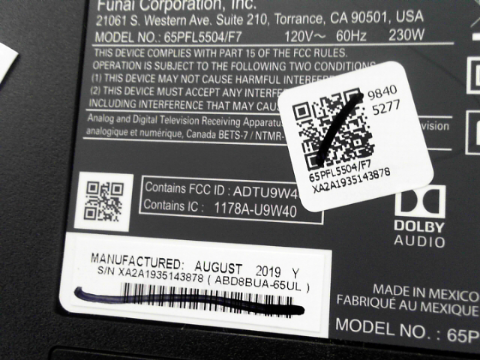 Funai Corporation, Inc.
21061 S. Western Ave. Suite 210, Torrance, CA 90501, USA
MODEL NO.: 65PFL5504/F7 120V~ 60Hz 230W
THIS DEVICE COMPLIES WITH PART 15 OF THE FCC RULES.
OPERATION IS SUBJECT TO THE FOLLOWING TWO CONDITIONS
(1) THIS DEVICE MAY NOT CAUSE HARMFUL
(2) THIS DEVICE MUST ACCEPT ANY
INCLUDING INTERFERENCE THAT MAY
Analog and Digital Television Receiving
analogique et numérique, Canada BETS-7 /
9840
5277
65PFL5504/F7
XA2A1935143878
Contains FCC ID : ADTU9W4
Contains IC : 1178A-U9W40
DOLBY
AUDIO
MANUFACTURED: AUGUST 2019 Y
S/N XA2A1935143878 ( ABD8BUA-65UL )
MADE IN MEXICO
FABRIQUÉ AU MEXIQUE
MODEL NO. : 65P